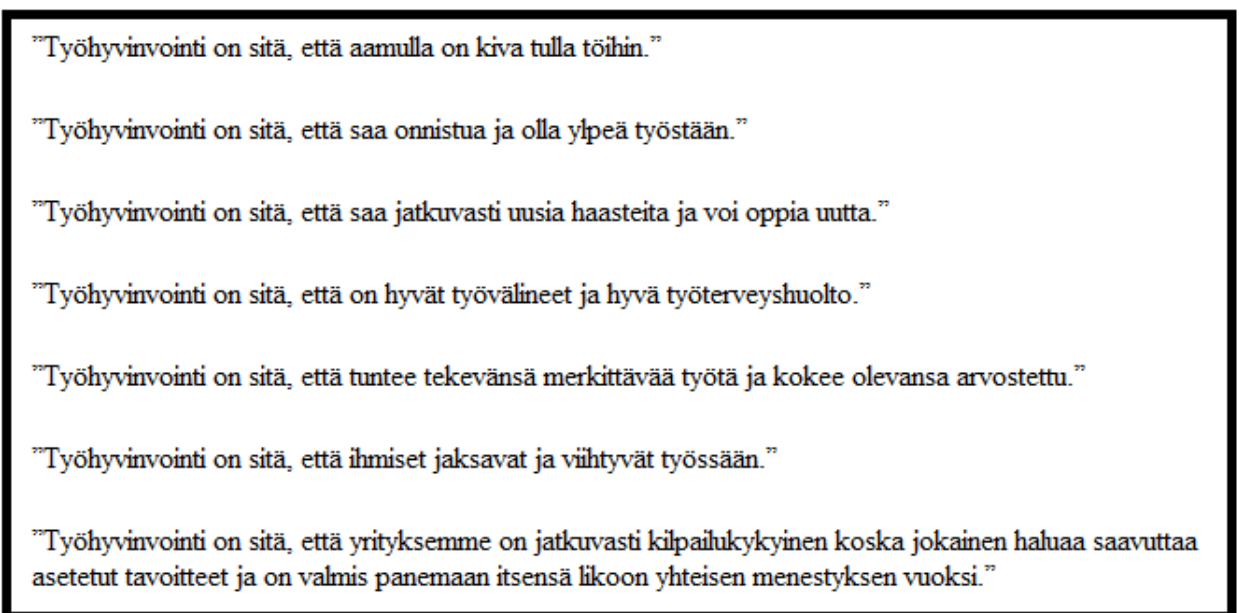 ”Työhyvinvointi on sitä, että aamulla on kiva tulla töihin.”
”Työhyvinvointi on sitä, että saa onnistua ja olla ylpeä työstään.”
”Työhyvinvointi on sitä, että saa jatkuvasti uusia haasteita ja voi oppia uutta.”
”Työhyvinvointi on sitä, että on hyvät työvälineet ja hyvä työterveyshuolto.”
”Työhyvinvointi on sitä, että tuntee tekevänsä merkittävää työtä ja kokee olevansa arvostettu.”
”Työhyvinvointi on sitä, että ihmiset jaksavat ja viihtyvät työssään.”
”Työhyvinvointi on sitä, että yrityksemme on jatkuvasti kilpailukykyinen koska jokainen haluaa saavuttaa
asetetut tavoitteet ja on valmis panemaan itsensä likoon yhteisen menestyksen vuoksi.”